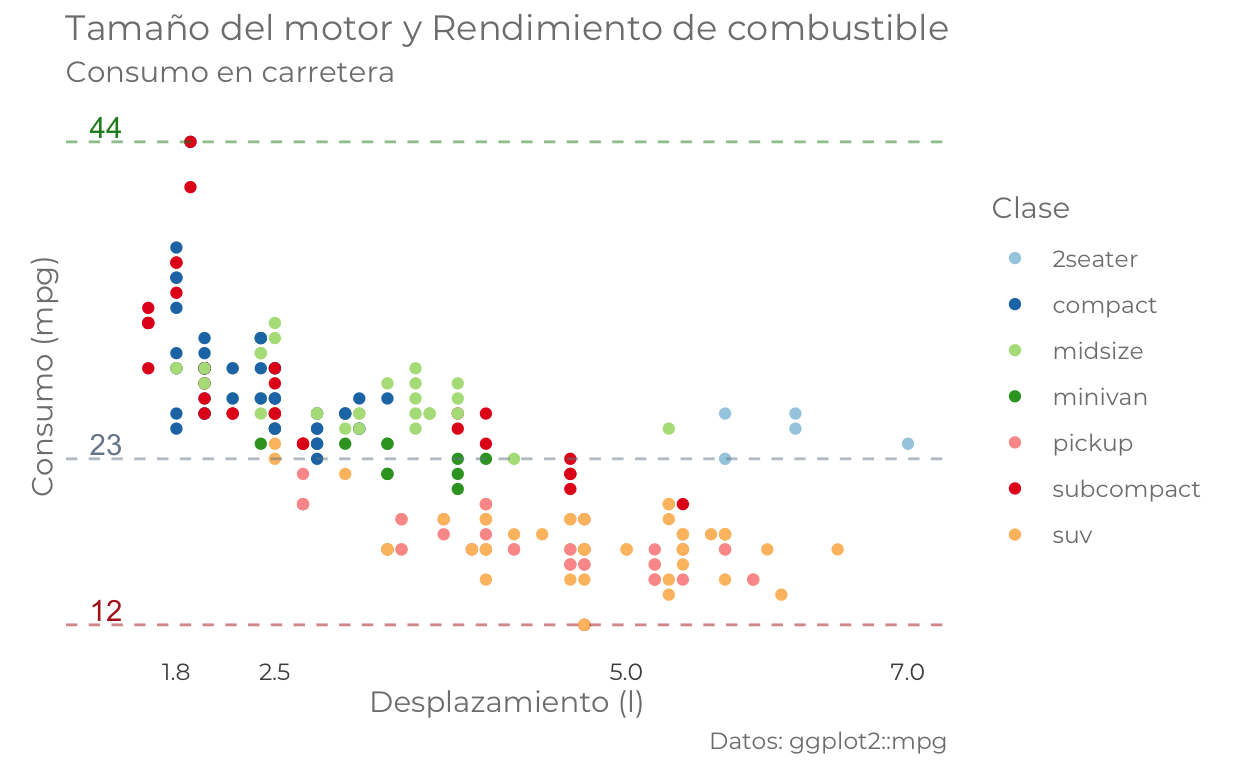 Tamaño del motor y Rendimiento de combustible
Consumo en carretera
44
23
12
Consumo (mpg)
1.8 2.5 5.0 7.0
Desplazamiento (l)
Datos: ggplot2::mpg
Clase
2seater
compact
midsize
minivan
pickup
subcompact
suv